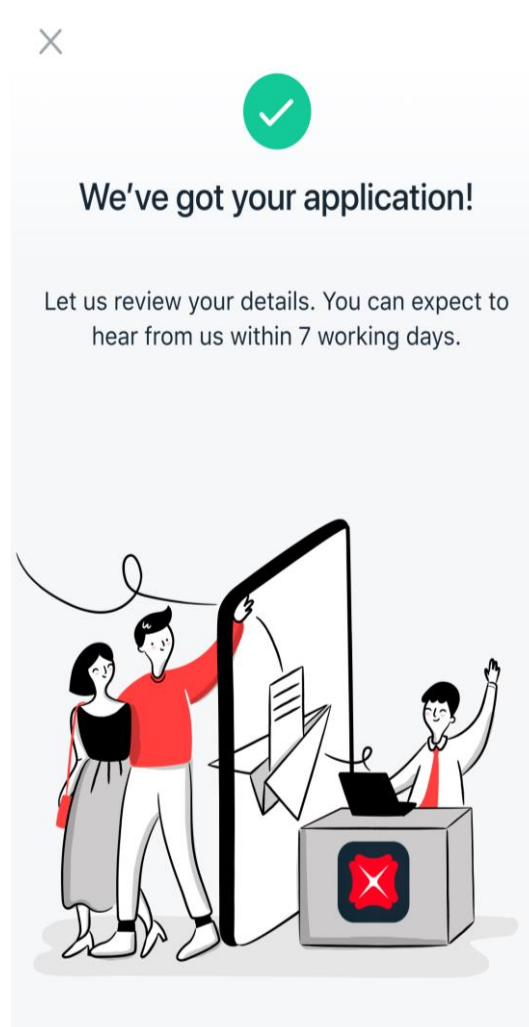 We’ve got your application!
Let us review your details. You can expect to
hear from us within 7 working days.